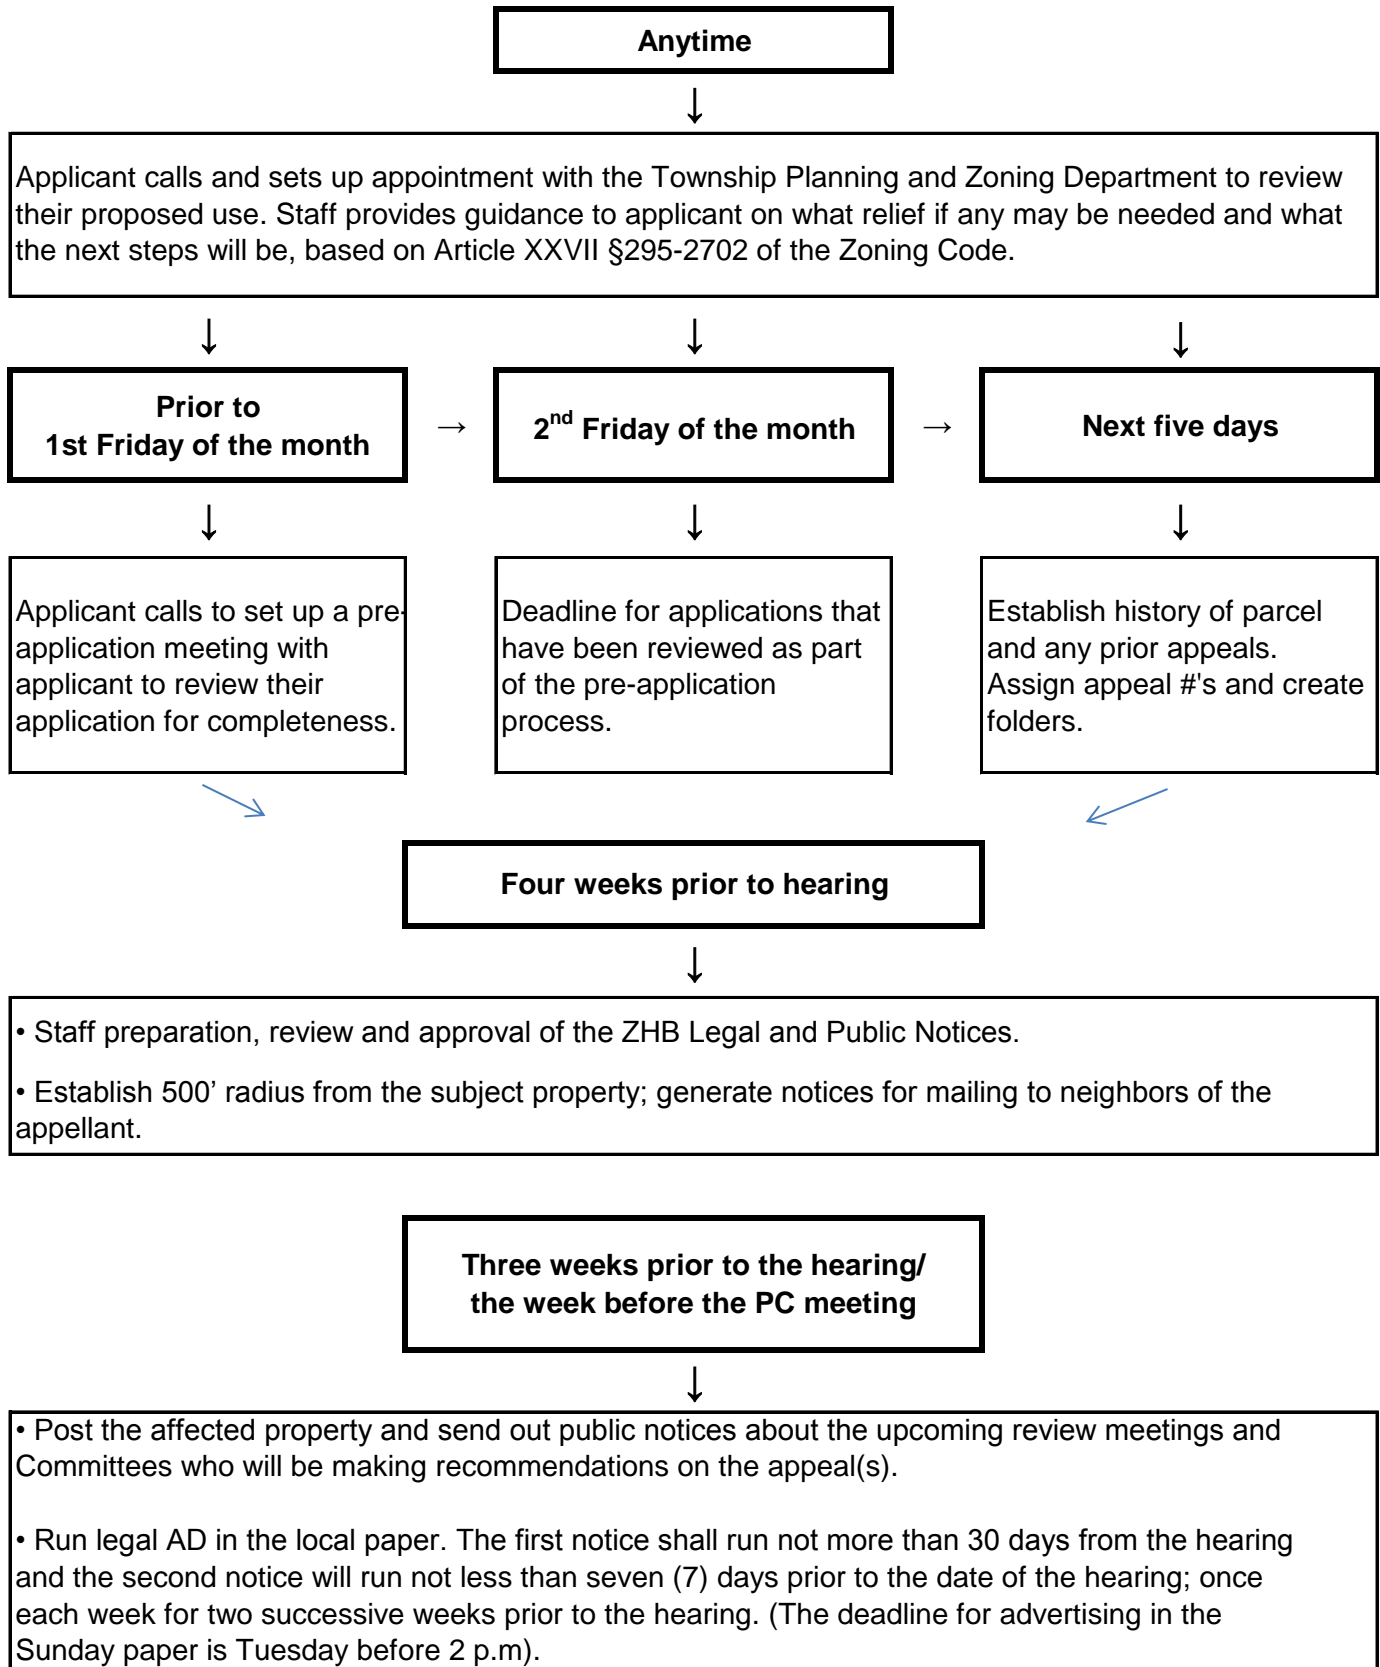 Anytime
↓
Applicant calls and sets up appointment with the Township Planning and Zoning Department to review
their proposed use. Staff provides guidance to applicant on what relief if any may be needed and what
the next steps will be, based on Article XXVII §295-2702 of the Zoning Code.
↓ ↓ ↓
Prior to
1st Friday of the month
→
2nd Friday of the month
→
Next five days
↓ ↓ ↓
Applicant calls to set up a pre-
application meeting with
applicant to review their
application for completeness.
Deadline for applications that
have been reviewed as part
of the pre-application
process.
Establish history of parcel
and any prior appeals.
Assign appeal #'s and create
folders.
Four weeks prior to hearing
↓
• Staff preparation, review and approval of the ZHB Legal and Public Notices.
• Establish 500’ radius from the subject property; generate notices for mailing to neighbors of the
appellant.
Three weeks prior to the hearing/
the week before the PC meeting
↓
• Post the affected property and send out public notices about the upcoming review meetings and
Committees who will be making recommendations on the appeal(s).
• Run legal AD in the local paper. The first notice shall run not more than 30 days from the hearing
and the second notice will run not less than seven (7) days prior to the date of the hearing; once
each week for two successive weeks prior to the hearing. (The deadline for advertising in the
Sunday paper is Tuesday before 2 p.m).